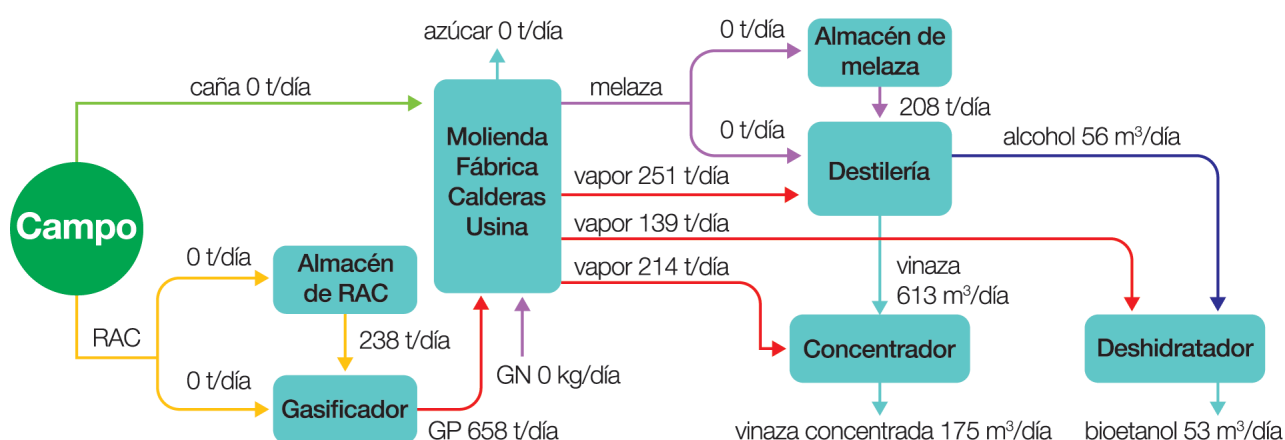 azúcar 0 t/día
0 t/día
Almacén de
melaza
caña 0 t/día
melaza
208 t/día
Molienda
Fábrica
Calderas
Usina
0 t/día
Destilería
alcohol 56 m³/día
vapor 251 t/día
Campo
vapor 139 t/día
0 t/día
Almacén
de RAC
vapor 214 t/día
vinaza
613 m³/día
RAC
238 t/día
Concentrador
Deshidratador
0 t/día
Gasificador
GN 0 kg/día
GP 658 t/día
vinaza concentrada 175 m³/día
bioetanol 53 m³/día